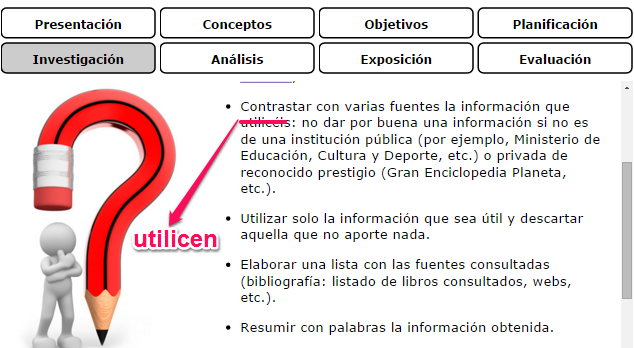 Presentación Conceptos Objetivos Planificación
Investigación Análisis Exposición Evaluación
• Contrastar con varias fuentes la información que
utilicéis: no dar por buena una información si no es
de una institución pública (por ejemplo, Ministerio de
Educación, Cultura y Deporte, etc.) o privada de
reconocido prestigio (Gran Enciclopedia Planeta,
etc.).
utilicen
• Utilizar solo la información que sea útil y descartar
aquella que no aporte nada.
• Elaborar una lista con las fuentes consultadas
(bibliografía: listado de libros consultados, webs,
etc.).
• Resumir con palabras la información obtenida.